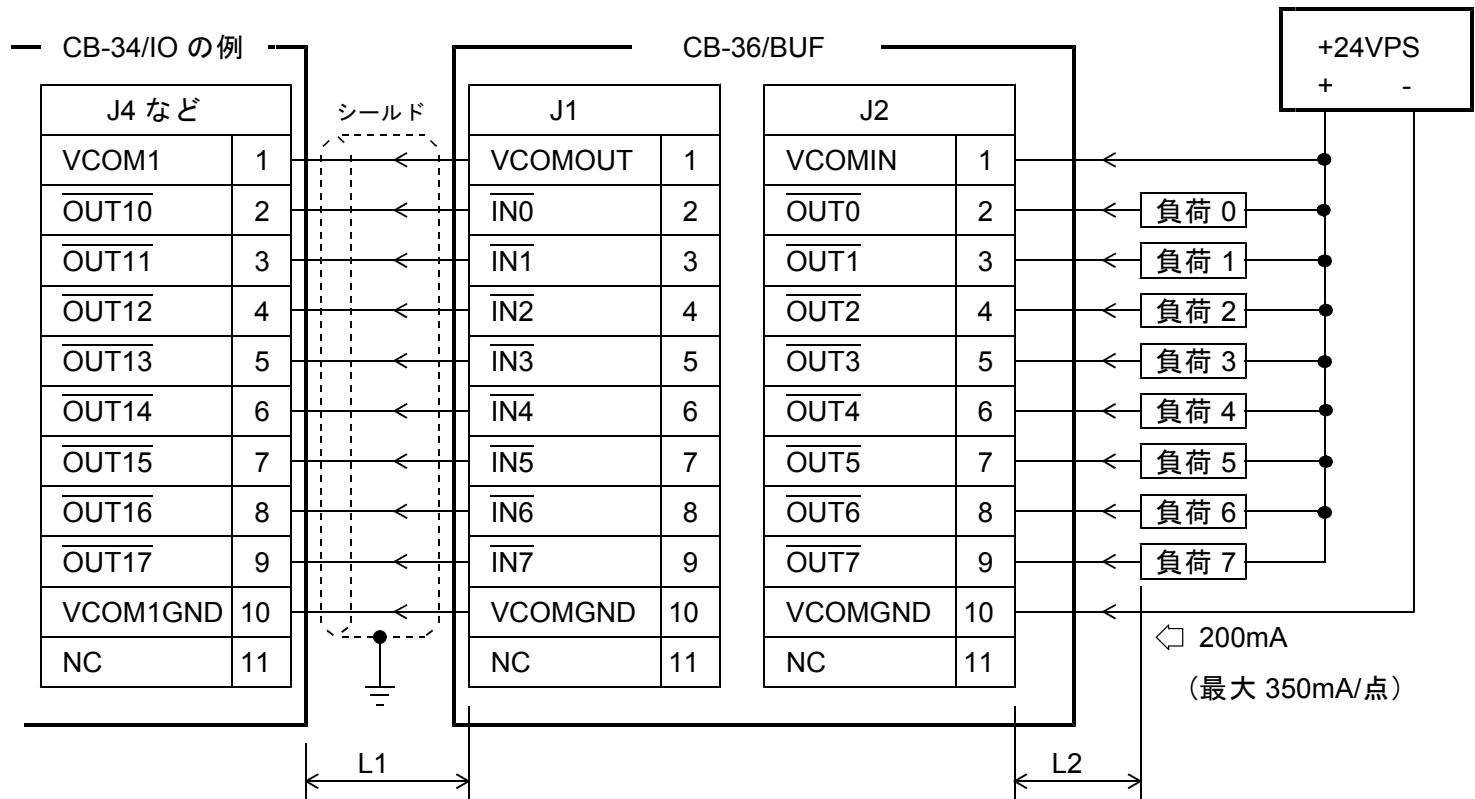 CB-34/IO の例
CB-36/BUF
+24VPS
+ -
J4 など
シールド
J1
J2
VCOM1 1 VCOMOUT 1 VCOMIN 1
OUT10 2 IN0 2 OUT0 2 負荷 0
OUT11 3 IN1 3 OUT1 3 負荷 1
OUT12 4 IN2 4 OUT2 4 負荷 2
OUT13 5 IN3 5 OUT3 5 負荷 3
OUT14 6 IN4 6 OUT4 6 負荷 4
OUT15 7 IN5 7 OUT5 7 負荷 5
OUT16 8 IN6 8 OUT6 8 負荷 6
OUT17 9 IN7 9 OUT7 9 負荷 7
VCOM1GND 10 VCOMGND 10 VCOMGND 10
NC 11 NC 11 NC 11
200mA
（最大 350mA/点）
L1
L2